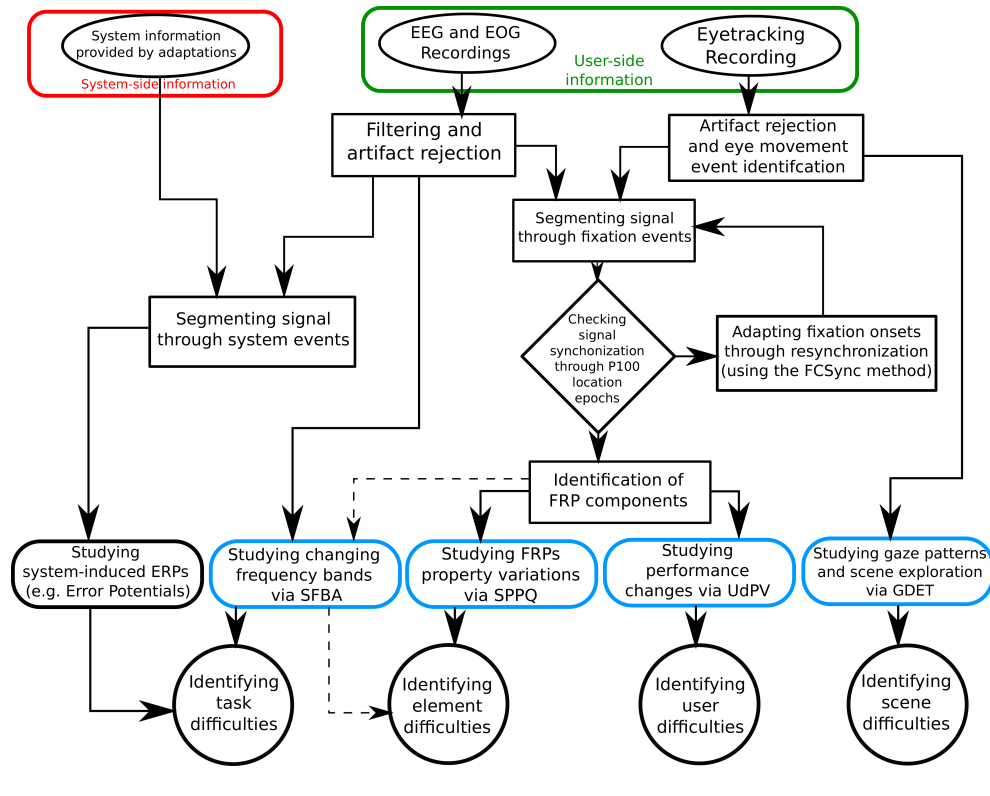 System information
provided by adaptations
System-side information
EEG and EOG
Recordings
User-side
information
Eyetracking
Recording
Filtering and
artifact rejection
Artifact rejection
and eye movement
event identifcation
Segmenting signal
through fixation events
Segmenting signal
through system events
Checking
signal
synchonization
through P100
location
epochs
Adapting fixation onsets
through resynchronization
(using the FCSync method)
Identification of
FRP components
Studying
system-induced ERPs
(e.g. Error Potentials)
Studying changing
frequency bands
via SFBA
Studying FRPs
property variations
via SPPQ
Studying
performance
changes via UdPV
Studying gaze patterns
and scene exploration
via GDET
Identifying
task
difficulties
Identifying
element
difficulties
Identifying
user
difficulties
Identifying
scene
difficulties